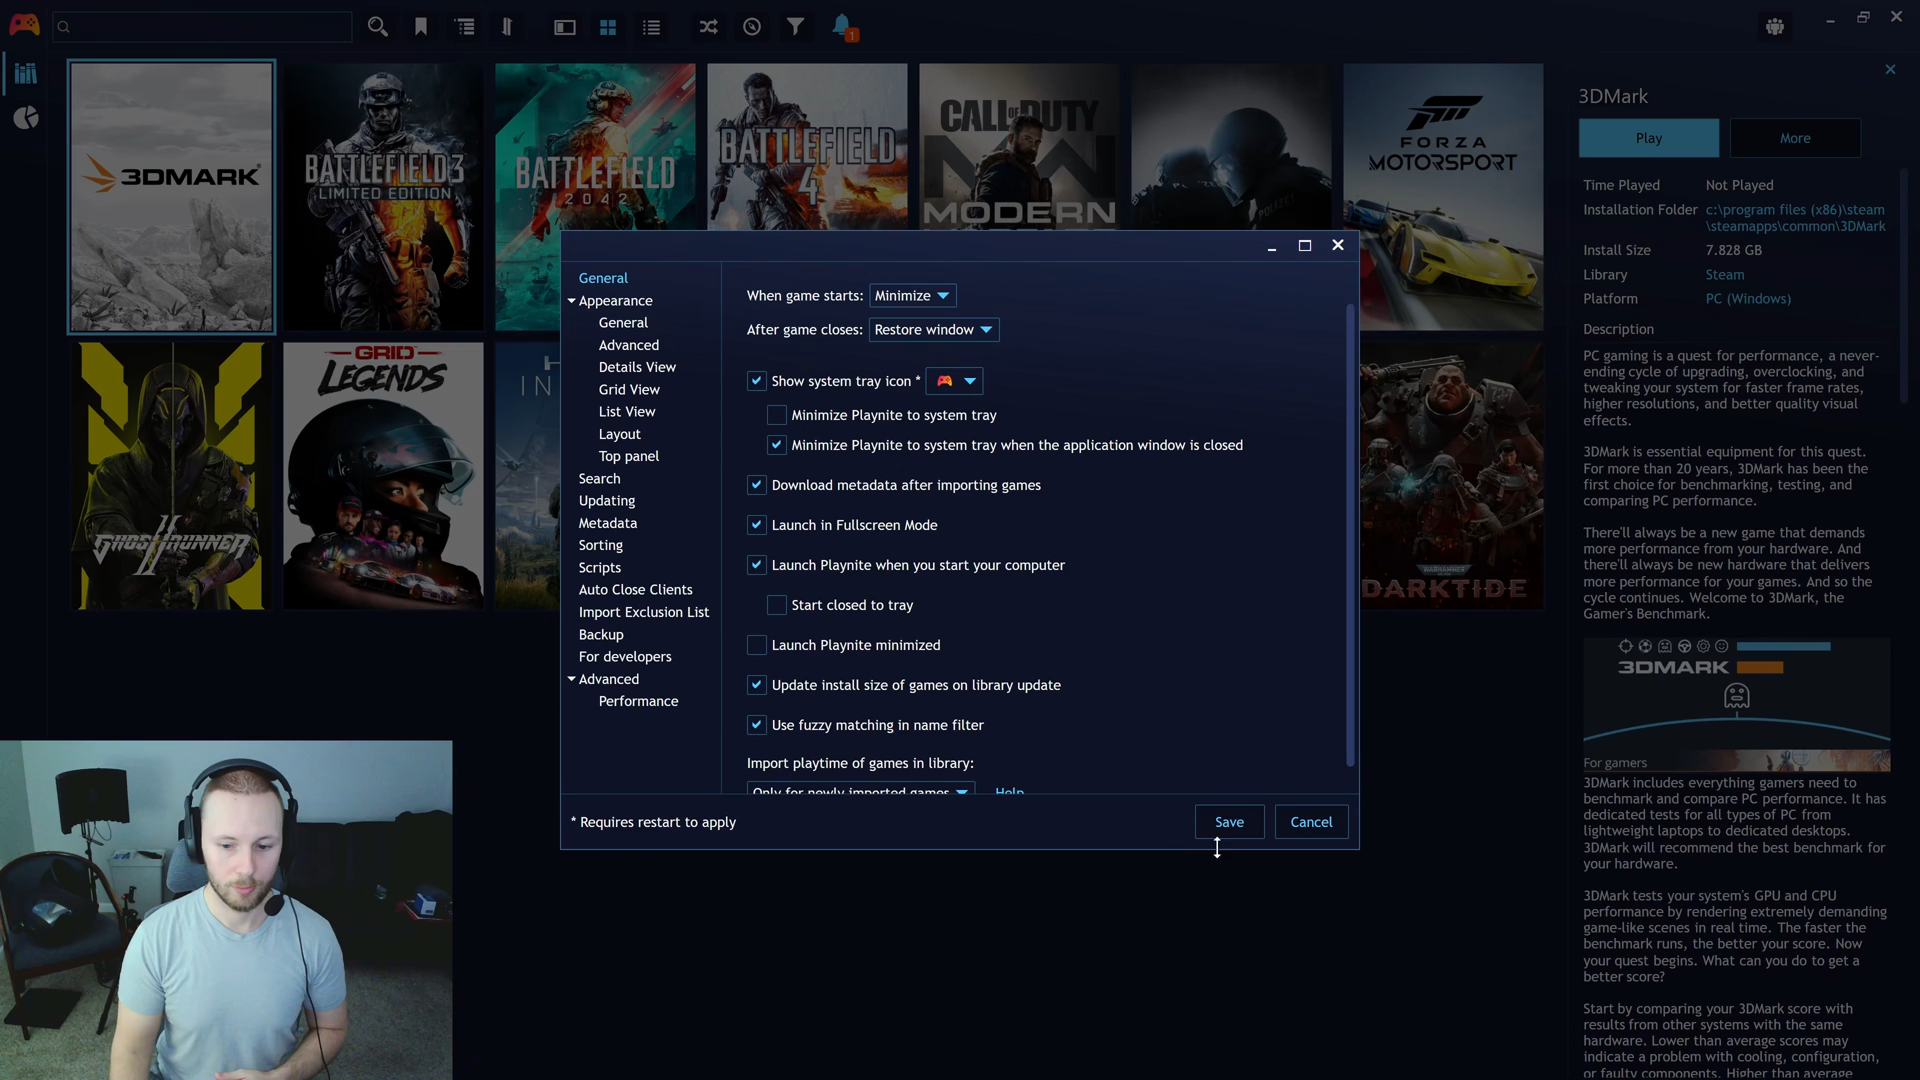 1
3DMARK
BATTLEFIELD 3
LIMITED EDITION
BATTLEFIELD
2042
BATTLEFIELD
4
CALL OF DUTY
MODERN
POLICE
FORZA
MOTORSPORT
GHOSTRUNNER
II
GRID
LEGENDS
IN
WARHAMMER
DARKTIDE
General
Appearance
General
Advanced
Details View
Grid View
List View
Layout
Top panel
Search
Updating
Metadata
Sorting
Scripts
Auto Close Clients
Import Exclusion List
Backup
For developers
Advanced
Performance
When game starts: Minimize
After game closes: Restore window
Show system tray icon *
Minimize Playnite to system tray
Minimize Playnite to system tray when the application window is closed
Download metadata after importing games
Launch in Fullscreen Mode
Launch Playnite when you start your computer
Start closed to tray
Launch Playnite minimized
Update install size of games on library update
Use fuzzy matching in name filter
Import playtime of games in library:
Only for newly imported games Help
* Requires restart to apply
Save
Cancel
3DMark
Play
More
Time Played Not Played
Installation Folder c:\program files (x86)\steam
\steamapps\common\3DMark
Install Size 7.828 GB
Library Steam
Platform PC (Windows)
Description
PC gaming is a quest for performance, a never-
ending cycle of upgrading, overclocking, and
tweaking your system for faster frame rates,
higher resolutions, and better quality visual
effects.
3DMark is essential equipment for this quest.
For more than 20 years, 3DMark has been the
first choice for benchmarking, testing, and
comparing PC performance.
There'll always be a new game that demands
more performance from your hardware. And
there'll always be new hardware that delivers
more performance for your games. And so the
cycle continues. Welcome to 3DMark, the
Gamer's Benchmark.
3DMARK
For gamers
3DMark includes everything gamers need to
benchmark and compare PC performance. It has
dedicated tests for all types of PC from
lightweight laptops to dedicated desktops.
3DMark will recommend the best benchmark for
your hardware.
3DMark tests your system's GPU and CPU
performance by rendering extremely demanding
game-like scenes in real time. The faster the
benchmark runs, the better your score. Now
your quest begins. What can you do to get a
better score?
Start by comparing your 3DMark score with
results from other systems with the same
hardware. Lower than average scores may
indicate a problem with cooling, configuration,
or faulty components. Higher than average